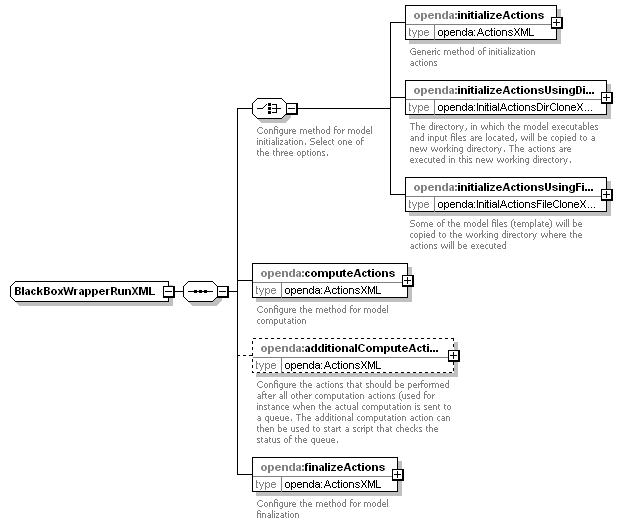 openda:initializeActions
type openda:ActionsXML
Generic method of initialization
actions
openda:initializeActionsUsingDi...
type openda:InitialActionsDirCloneX...
The directory, in which the model executables
and input files are located, will be copied to a
new working directory. The actions are
executed in this new working directory.
Configure method for model
initialization. Select one of
the three options.
openda:initializeActionsUsingFi...
type openda:InitialActionsFileCloneX...
Some of the model files (template) will be
copied to the working directory where the
actions will be executed
BlackBoxWrapperRunXML
openda:computeActions
type openda:ActionsXML
Configure the method for model
computation
openda:additionalComputeActi...
type openda:ActionsXML
Configure the actions that should be performed
after all other computation actions (used for
instance when the actual computation is sent to
a queue. The additional computation action can
then be used to start a script that checks the
status of the queue.
openda:finalizeActions
type openda:ActionsXML
Configure the method for model
finalization